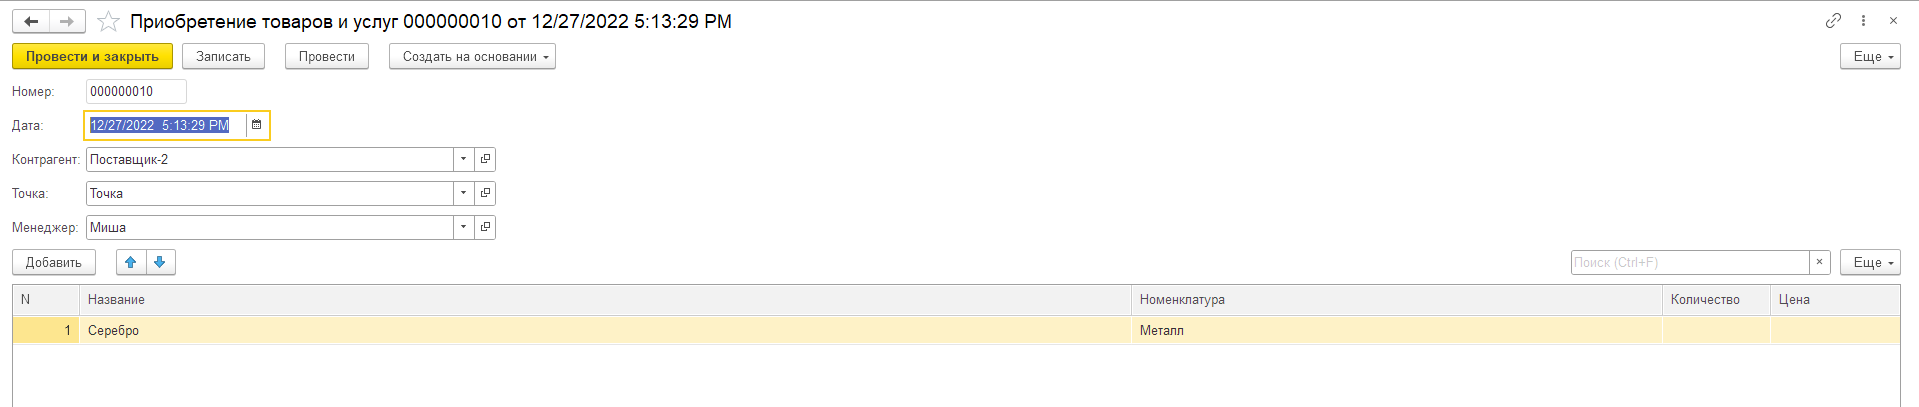 Приобретение товаров и услуг 000000010 от 12/27/2022 5:13:29 PM
Провести и закрыть Записать Провести Создать на основании Еще
Номер: 000000010
Дата: 12/27/2022 5:13:29 PM
Контрагент: Поставщик-2
Точка: Точка
Менеджер: Миша
Добавить Поиск (Ctrl+F) × Еще
N Название Номенклатура Количество Цена
1 Серебро Металл